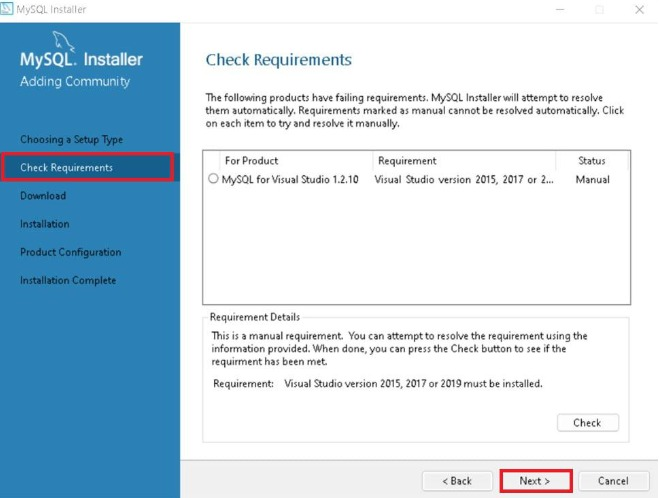 MySQL Installer
MySQL. Installer
Adding Community
Choosing a Setup Type
Check Requirements
Download
Installation
Product Configuration
Installation Complete
Check Requirements
The following products have failing requirements. MySQL Installer will attempt to resolve
them automatically. Requirements marked as manual cannot be resolved automatically. Click
on each item to try and resolve it manually.
For Product Requirement Status
MySQL for Visual Studio 1.2.10 Visual Studio version 2015, 2017 or 2... Manual
Requirement Details
This is a manual requirement. You can attempt to resolve the requirement using the
information provided. When done, you can press the Check button to see if the
requirment has been met.
Requirement: Visual Studio version 2015, 2017 or 2019 must be installed.
Check
< Back Next > Cancel